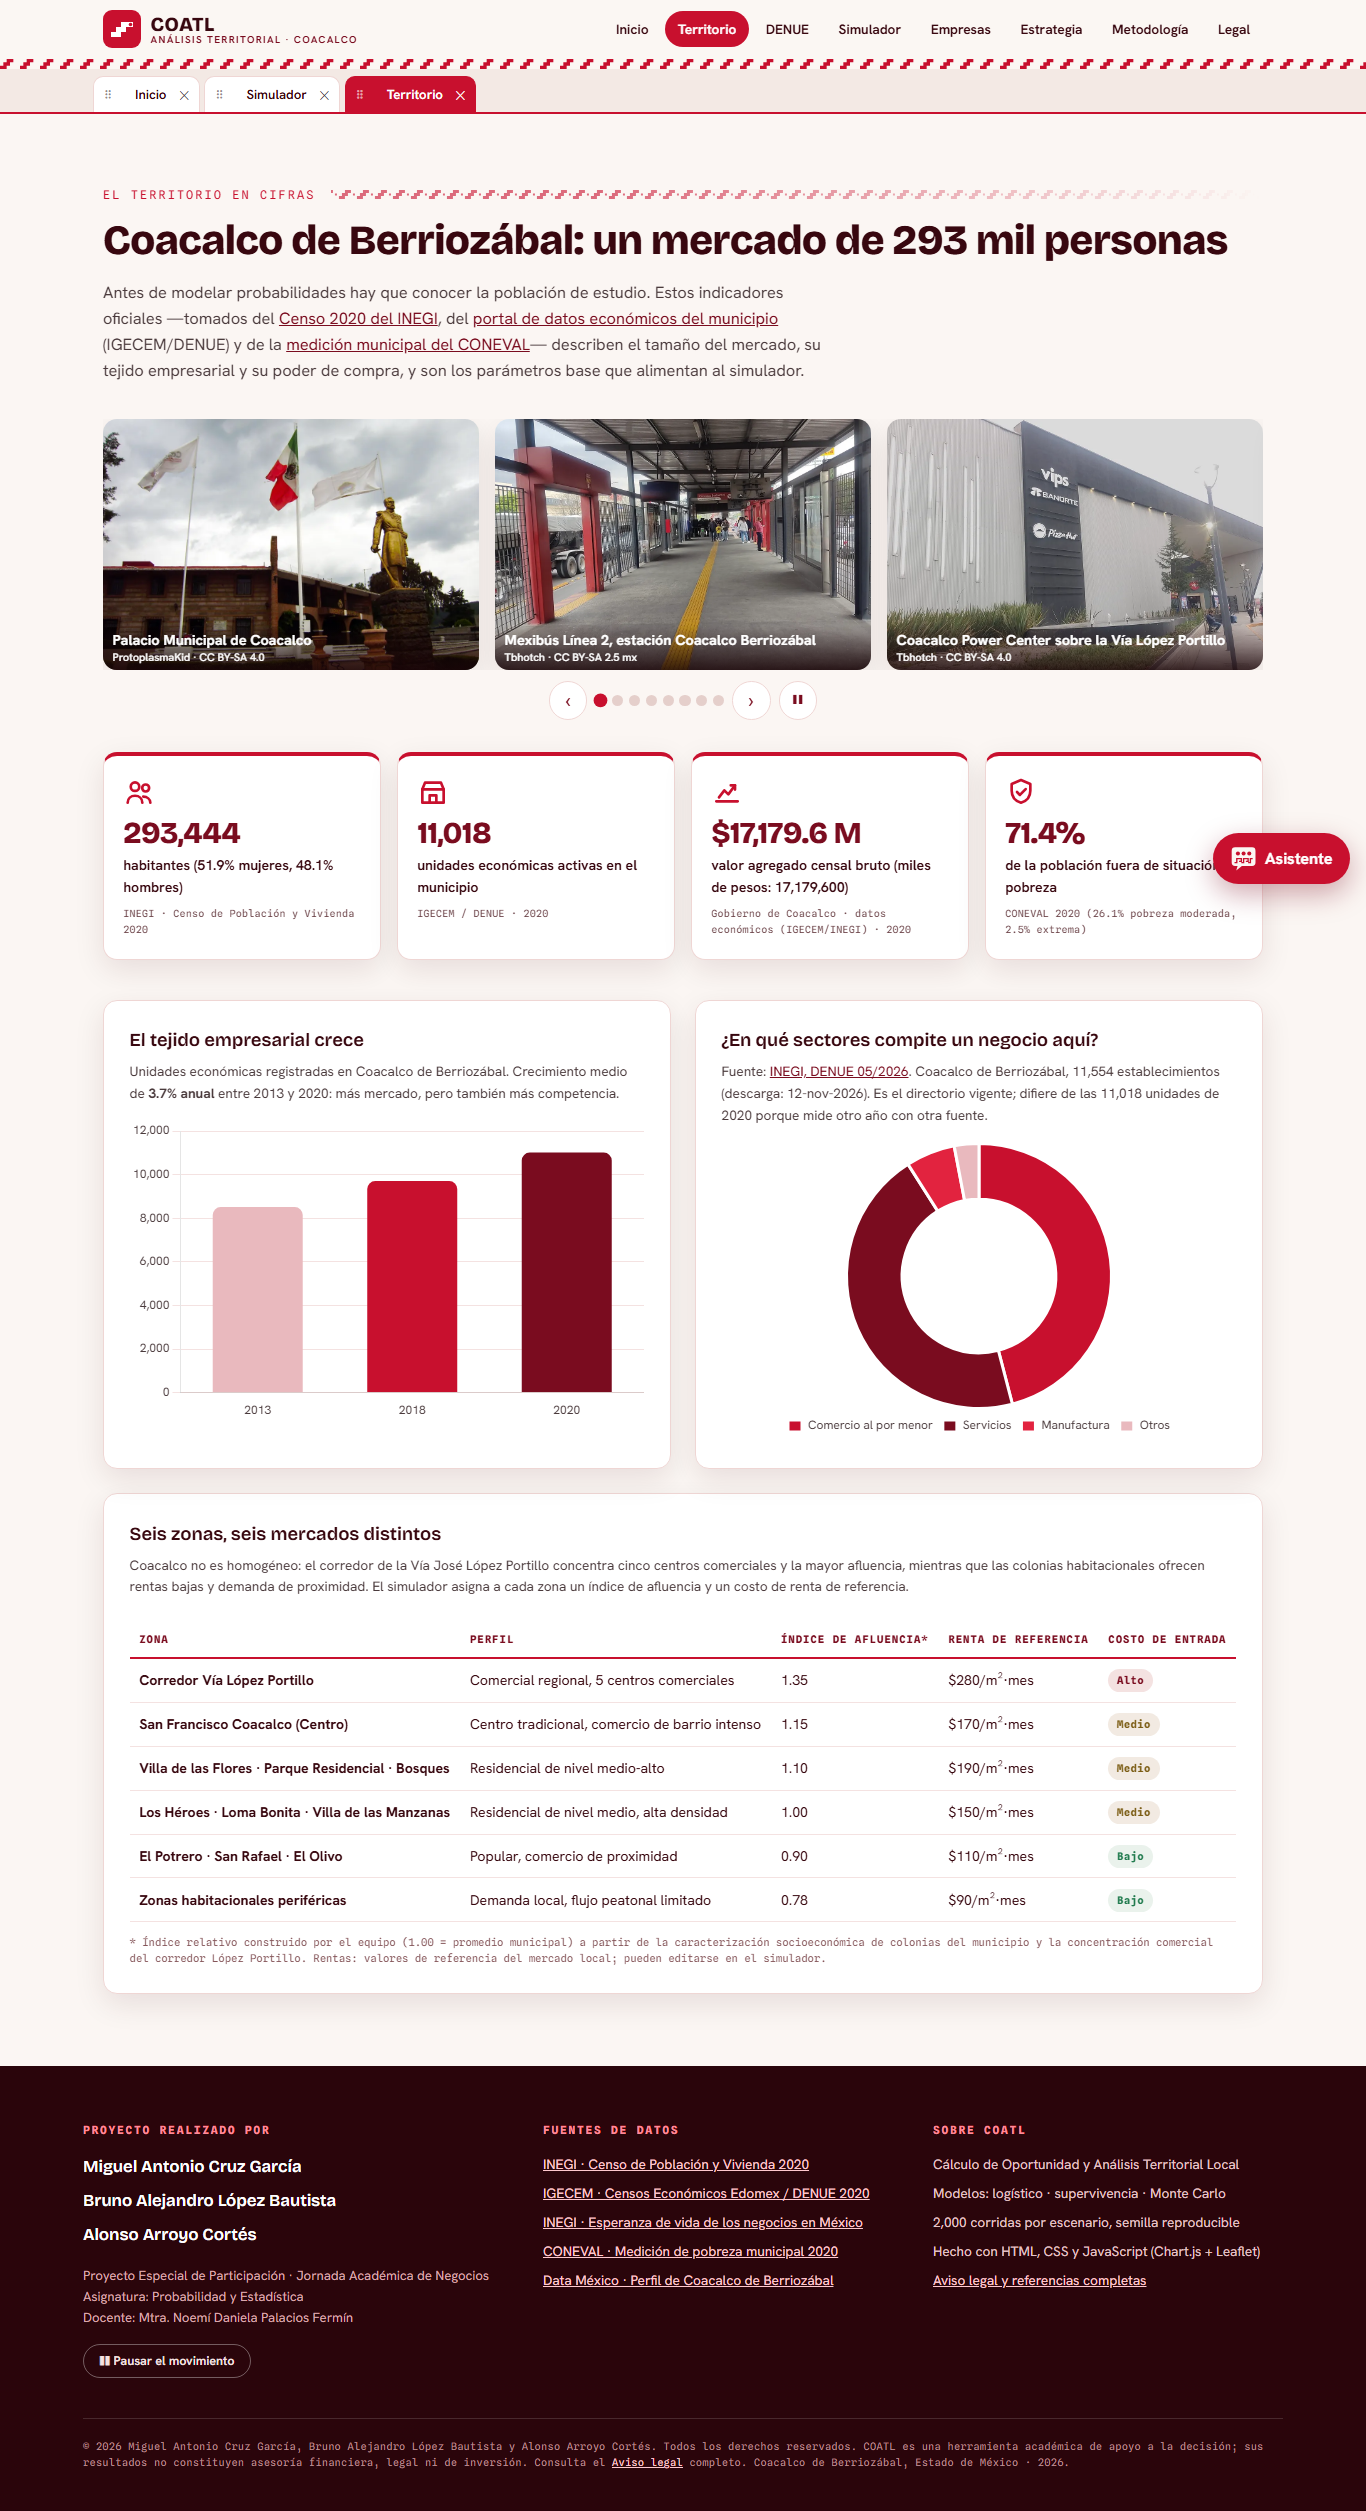 COATL
ANÁLISIS TERRITORIAL · COACALCO
Inicio
Territorio
DENUE
Simulador
Empresas
Estrategia
Metodología
Legal
Inicio
Simulador
Territorio
EL TERRITORIO EN CIFRAS
Coacalco de Berriozábal: un mercado de 293 mil personas
Antes de modelar probabilidades hay que conocer la población de estudio. Estos indicadores
oficiales —tomados del Censo 2020 del INEGI, del portal de datos económicos del municipio
(IGECEM/DENUE) y de la medición municipal del CONEVAL— describen el tamaño del mercado, su
tejido empresarial y su poder de compra, y son los parámetros base que alimentan al simulador.
Palacio Municipal de Coacalco
ProtoplasmaKid · CC BY-SA 4.0
Mexibús Línea 2, estación Coacalco Berriozábal
Tbhotch · CC BY-SA 2.5 mx
vips
BANORTE
Pizza Hut
Coacalco Power Center sobre la Vía López Portillo
Tbhotch · CC BY-SA 4.0
293,444
habitantes (51.9% mujeres, 48.1%
hombres)
INEGI · Censo de Población y Vivienda
2020
11,018
unidades económicas activas en el
municipio
IGECEM / DENUE · 2020
$17,179.6 M
valor agregado censal bruto (miles
de pesos: 17,179,600)
Gobierno de Coacalco · datos
económicos (IGECEM/INEGI) · 2020
71.4%
de la población fuera de situación
pobreza
CONEVAL 2020 (26.1% pobreza moderada,
2.5% extrema)
Asistente
El tejido empresarial crece
Unidades económicas registradas en Coacalco de Berriozábal. Crecimiento medio
de 3.7% anual entre 2013 y 2020: más mercado, pero también más competencia.
12,000
10,000
8,000
6,000
4,000
2,000
0
2013
2018
2020
¿En qué sectores compite un negocio aquí?
Fuente: INEGI, DENUE 05/2026. Coacalco de Berriozábal, 11,554 establecimientos
(descarga: 12-nov-2026). Es el directorio vigente; difiere de las 11,018 unidades de
2020 porque mide otro año con otra fuente.
Comercio al por menor
Servicios
Manufactura
Otros
Seis zonas, seis mercados distintos
Coacalco no es homogéneo: el corredor de la Vía José López Portillo concentra cinco centros comerciales y la mayor afluencia, mientras que las colonias habitacionales ofrecen
rentas bajas y demanda de proximidad. El simulador asigna a cada zona un índice de afluencia y un costo de renta de referencia.
ZONA PERFIL ÍNDICE DE AFLUENCIA* RENTA DE REFERENCIA COSTO DE ENTRADA
Corredor Vía López Portillo Comercial regional, 5 centros comerciales 1.35 $280/m²·mes Alto
San Francisco Coacalco (Centro) Centro tradicional, comercio de barrio intenso 1.15 $170/m²·mes Medio
Villa de las Flores · Parque Residencial · Bosques Residencial de nivel medio-alto 1.10 $190/m²·mes Medio
Los Héroes · Loma Bonita · Villa de las Manzanas Residencial de nivel medio, alta densidad 1.00 $150/m²·mes Medio
El Potrero · San Rafael · El Olivo Popular, comercio de proximidad 0.90 $110/m²·mes Bajo
Zonas habitacionales periféricas Demanda local, flujo peatonal limitado 0.78 $90/m²·mes Bajo
* Índice relativo construido por el equipo (1.00 = promedio municipal) a partir de la caracterización socioeconómica de colonias del municipio y la concentración comercial
del corredor López Portillo. Rentas: valores de referencia del mercado local; pueden editarse en el simulador.
PROYECTO REALIZADO POR
Miguel Antonio Cruz García
Bruno Alejandro López Bautista
Alonso Arroyo Cortés
Proyecto Especial de Participación · Jornada Académica de Negocios
Asignatura: Probabilidad y Estadística
Docente: Mtra. Noemí Daniela Palacios Fermín
Pausar el movimiento
FUENTES DE DATOS
INEGI · Censo de Población y Vivienda 2020
IGECEM · Censos Económicos Edomex / DENUE 2020
INEGI · Esperanza de vida de los negocios en México
CONEVAL · Medición de pobreza municipal 2020
Data México · Perfil de Coacalco de Berriozábal
SOBRE COATL
Cálculo de Oportunidad y Análisis Territorial Local
Modelos: logístico · supervivencia · Monte Carlo
2,000 corridas por escenario, semilla reproducible
Hecho con HTML, CSS y JavaScript (Chart.js + Leaflet)
Aviso legal y referencias completas
© 2026 Miguel Antonio Cruz García, Bruno Alejandro López Bautista y Alonso Arroyo Cortés. Todos los derechos reservados. COATL es una herramienta académica de apoyo a la decisión; sus
resultados no constituyen asesoría financiera, legal ni de inversión. Consulta el Aviso legal completo. Coacalco de Berriozábal, Estado de México · 2026.